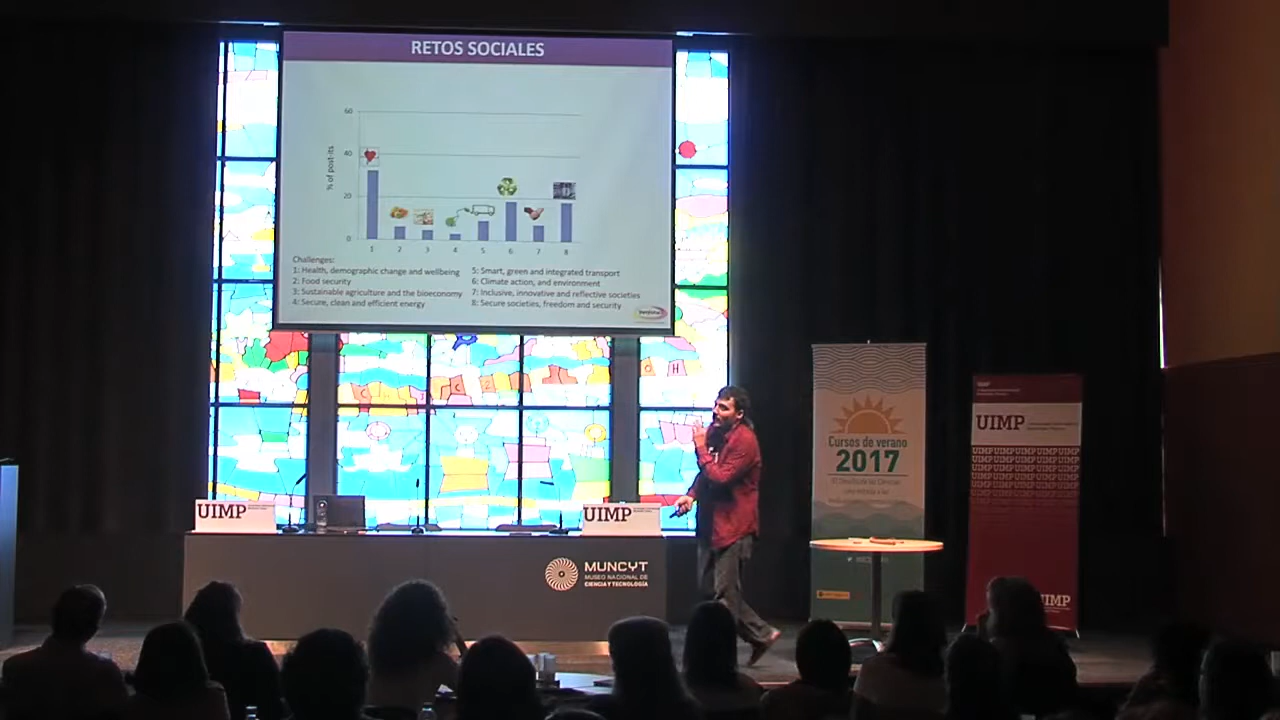 RETOS SOCIALES
60
40
20
0
% of post-its
1 2 3 4 5 6 7 8
Challenges:
1: Health, demographic change and wellbeing
2: Food security
3: Sustainable agriculture and the bioeconomy
4: Secure, clean and efficient energy
5: Smart, green and integrated transport
6: Climate action, and environment
7: Inclusive, innovative and reflective societies
8: Secure societies, freedom and security
Cursos de verano
2017
UIMP
UIMP
UIMP
UIMP
MUNCYT
MUSEO NACIONAL DE
CIENCIA Y TECNOLOGÍA